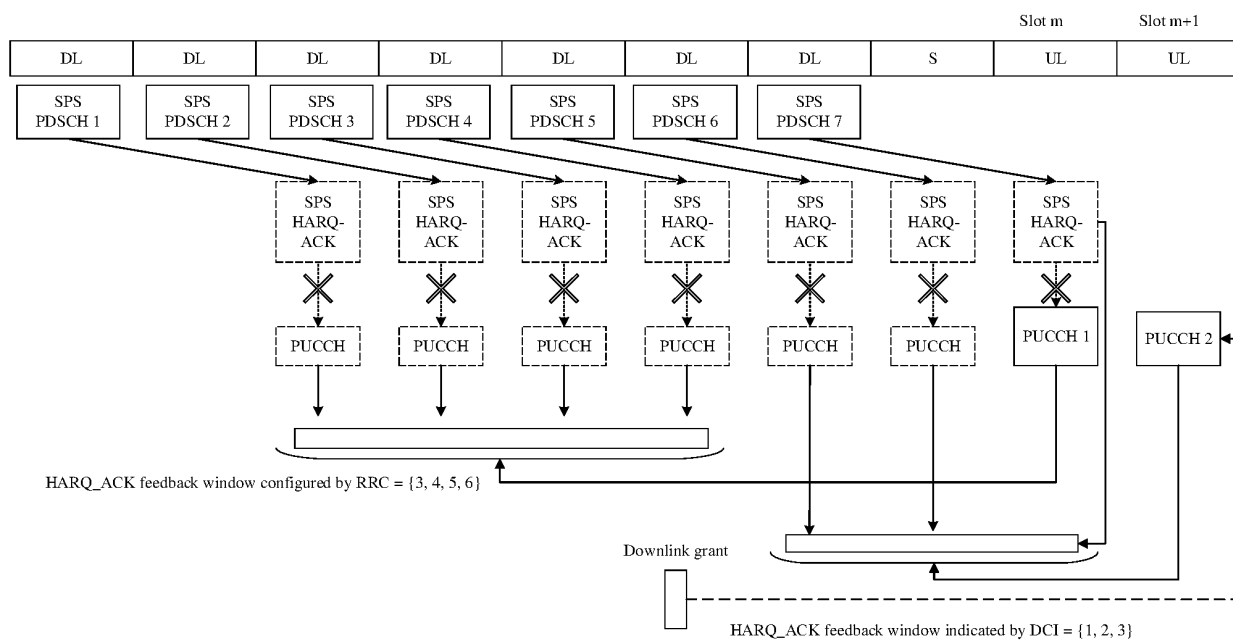 Slot m
Slot m+1
DL
DL
DL
DL
DL
DL
DL
S
UL
UL
SPS
PDSCH 1
SPS
PDSCH 2
SPS
PDSCH 3
SPS
PDSCH 4
SPS
PDSCH 5
SPS
PDSCH 6
SPS
PDSCH 7
SPS
HARQ-
ACK
SPS
HARQ-
ACK
SPS
HARQ-
ACK
SPS
HARQ-
ACK
SPS
HARQ-
ACK
SPS
HARQ-
ACK
SPS
HARQ-
ACK
PUCCH
PUCCH
PUCCH
PUCCH
PUCCH
PUCCH
PUCCH 1
PUCCH 2
HARQ_ACK feedback window configured by RRC = {3, 4, 5, 6}
Downlink grant
HARQ_ACK feedback window indicated by DCI = {1, 2, 3}